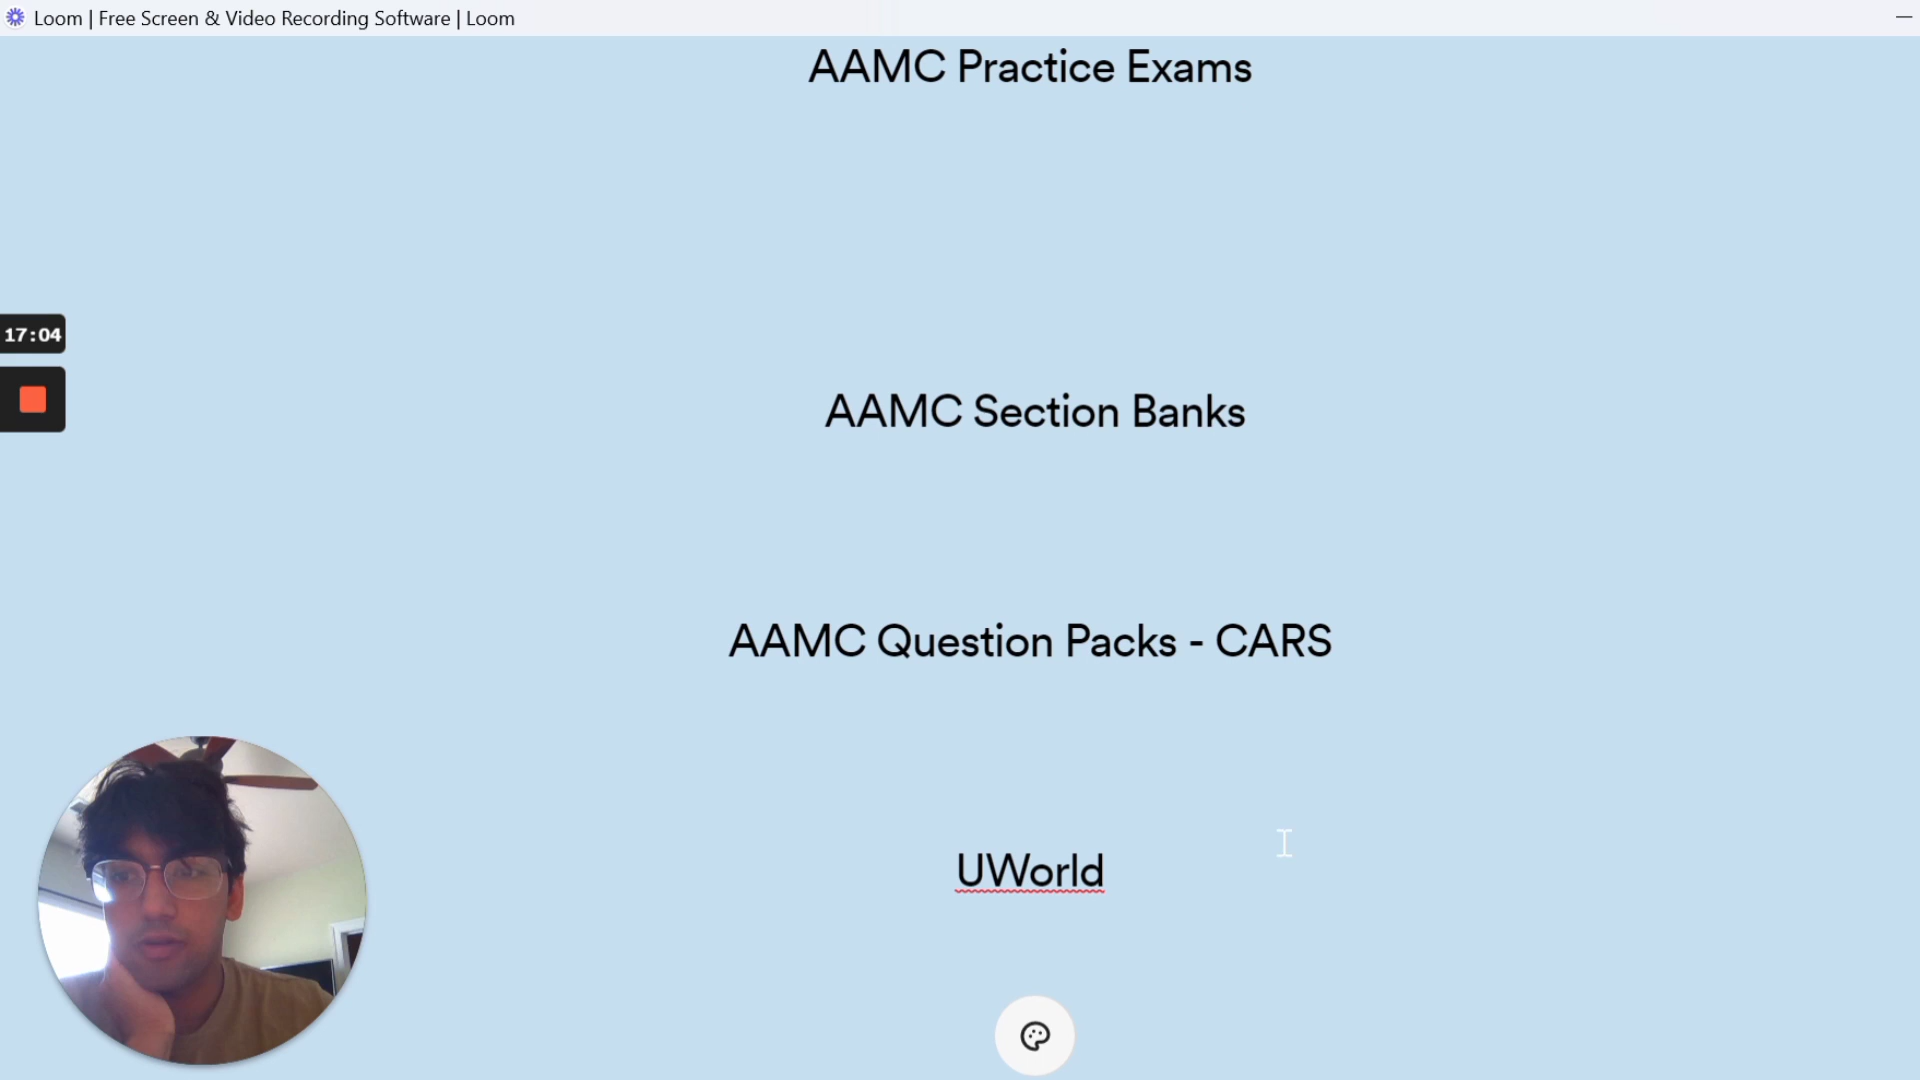 Loom | Free Screen & Video Recording Software | Loom
AAMC Practice Exams
17:04
AAMC Section Banks
AAMC Question Packs - CARS
UWorld